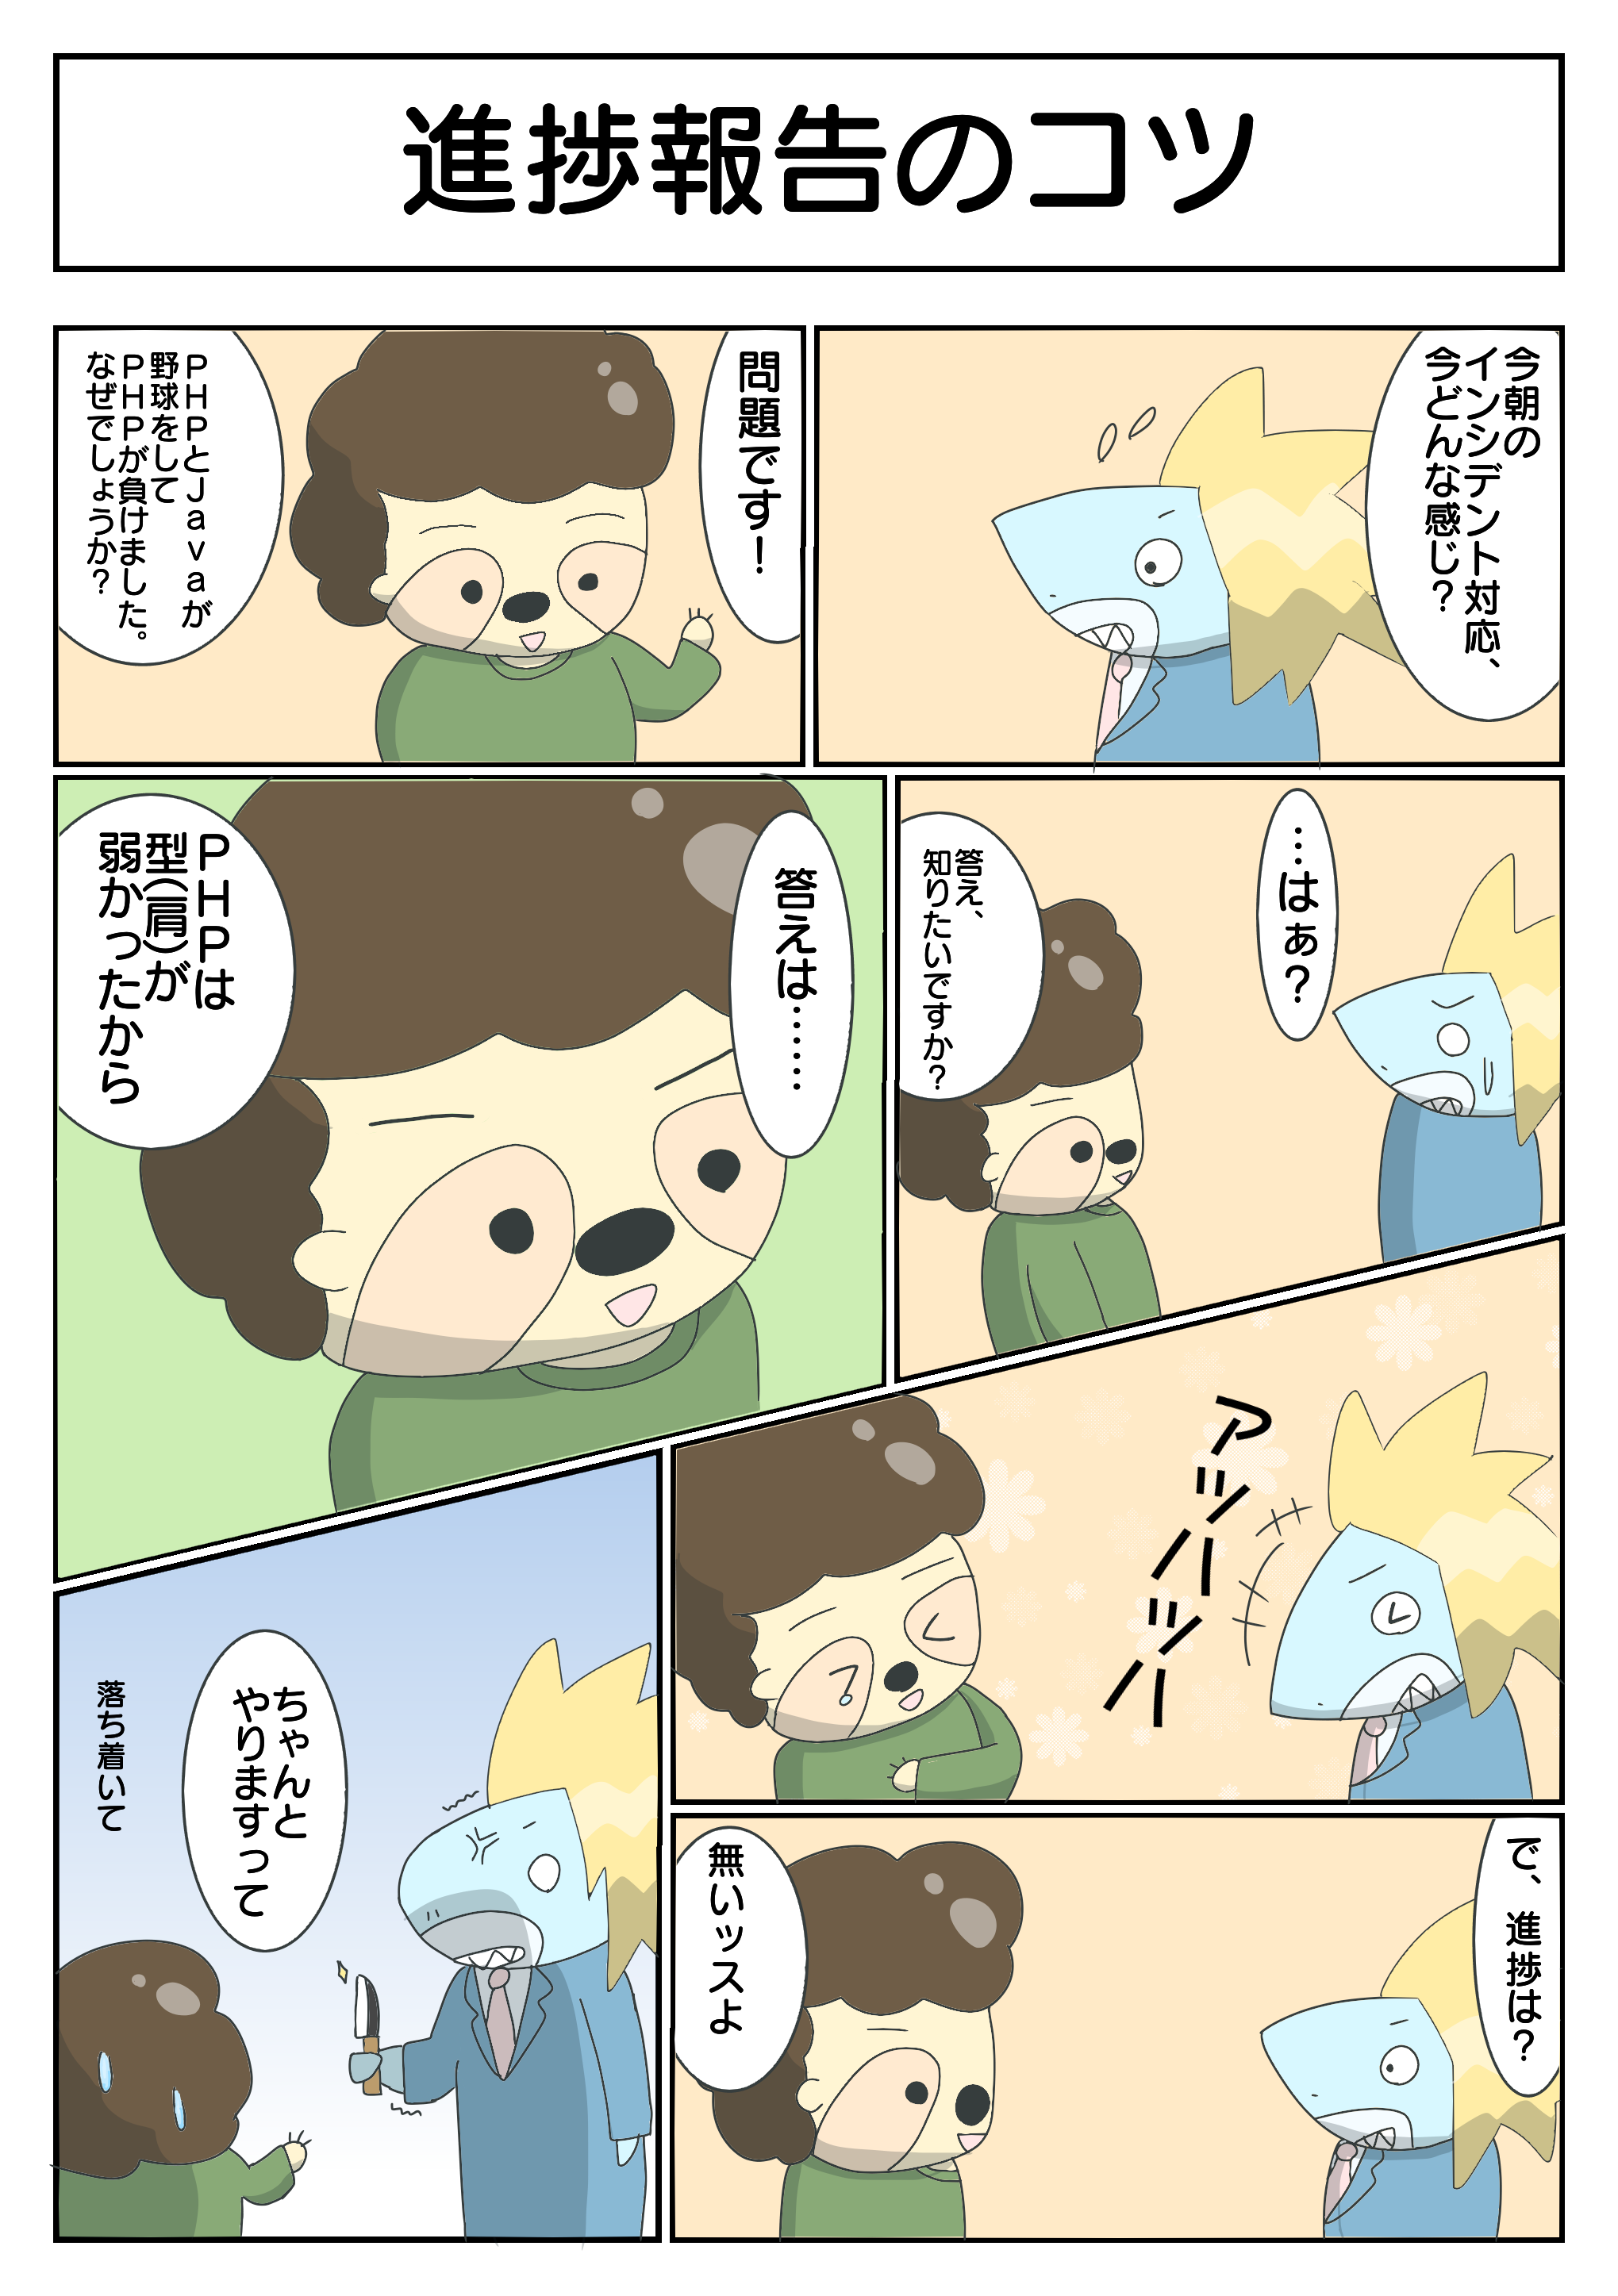 進捗報告のコツ
今朝の
インシデント対応、
今どんな感じ？
問題です！
PHPとJavaが
野球をして
PHPが負けました。
なぜでしょうか？
…はぁ？
答え、
知りたいですか？
答えは……
PHPは
型(肩)が
弱かったから
アッハッハ
で、進捗は？
無いッスよ
ちゃんと
やりますって
落ち着いて